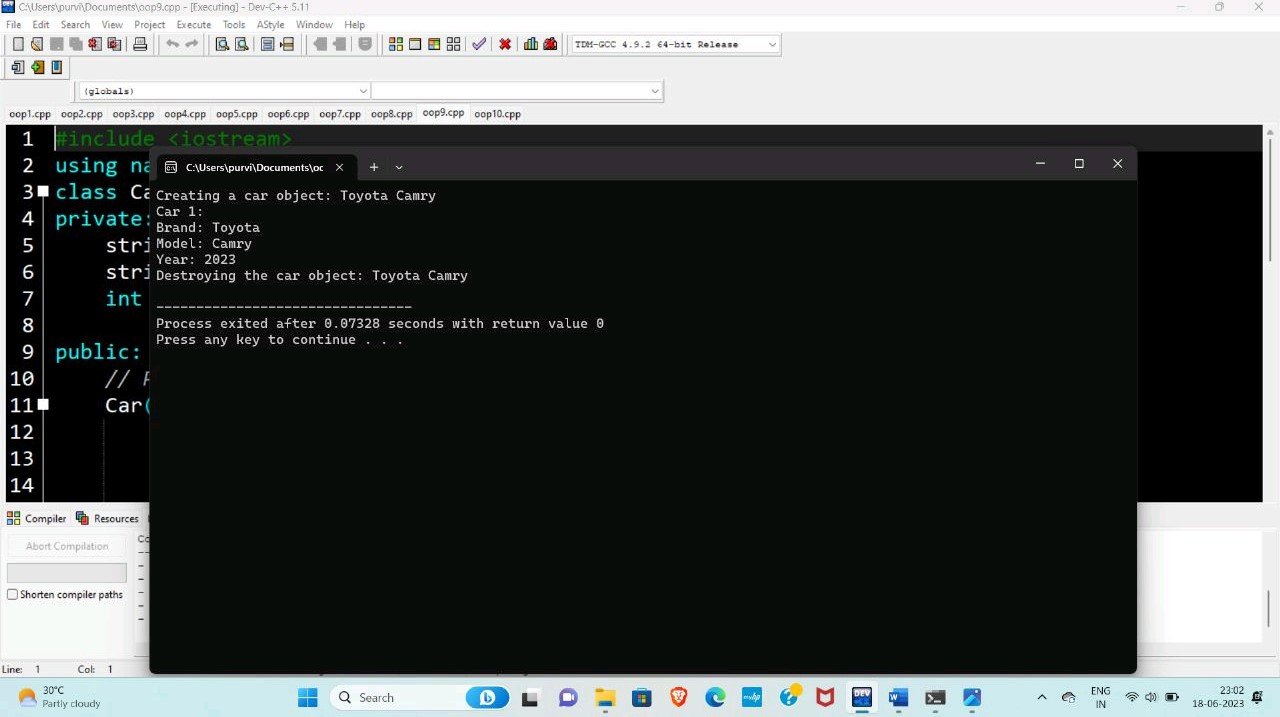 C:\Users\purvi\Documents\oop9.cpp - [Executing] - Dev-C++ 5.11
File Edit Search View Project Execute Tools AStyle Window Help
TDM-GCC 4.9.2 64-bit Release
(globals)
oop1.cpp oop2.cpp oop3.cpp oop4.cpp oop5.cpp oop6.cpp oop7.cpp oop8.cpp oop9.cpp oop10.cpp
1 #include <iostream>
2 using na
3 class Ca
4 private:
5 stri
6 stri
7 int
8
9 public:
10 // P
11 Car(
12
13
14
C:\Users\purvi\Documents\oc
Creating a car object: Toyota Camry
Car 1:
Brand: Toyota
Model: Camry
Year: 2023
Destroying the car object: Toyota Camry
--------------------------------
Process exited after 0.07328 seconds with return value 0
Press any key to continue . . .
Compiler Resources
Abort Compilation
Shorten compiler paths
Line: 1 Col: 1
30°C
Partly cloudy
Search
DEV
ENG
IN
23:02
18-06-2023